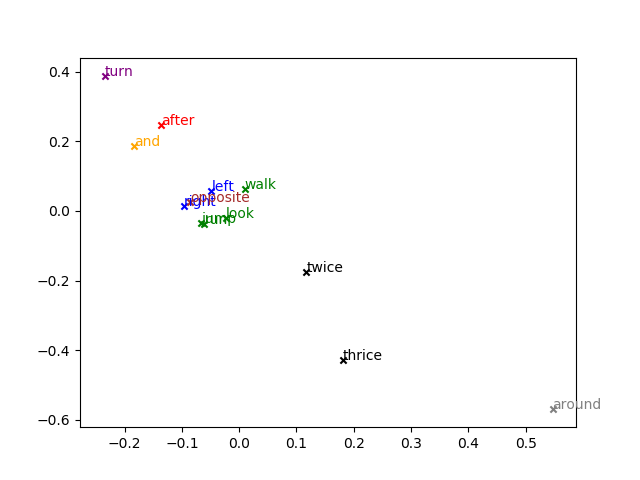 0.4
turn
after
0.2
and
walk
left
opposite
right
0.0
look
jump
run
twice
−0.2
thrice
−0.4
around
−0.6
−0.2 −0.1 0.0 0.1 0.2 0.3 0.4 0.5